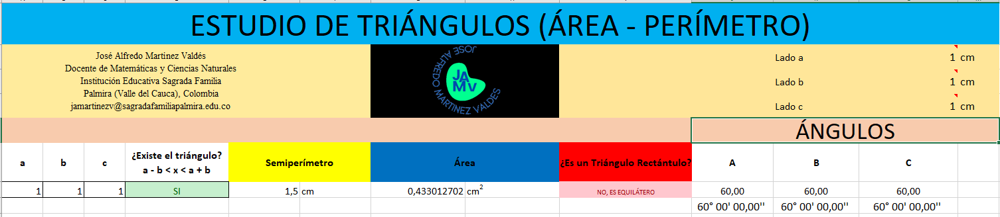 ESTUDIO DE TRIÁNGULOS (ÁREA - PERÍMETRO)
José Alfredo Martínez Valdés
Docente de Matemáticas y Ciencias Naturales
Institución Educativa Sagrada Familia
Palmira (Valle del Cauca), Colombia
jamartinezv@sagradafamiliapalmira.edu.co
JOSE ALFREDO MARTINEZ VALDES
JA
Mv
Lado a 1 cm
Lado b 1 cm
Lado c 1 cm
ÁNGULOS
a b c ¿Existe el triángulo? a - b < x < a + b Semiperímetro Área ¿Es un Triángulo Rectántulo? A B C
1 1 1 SI 1,5 cm 0,433012702 cm² NO, ES EQUILÁTERO 60,00 60,00 60,00
60° 00' 00,00'' 60° 00' 00,00'' 60° 00' 00,00''